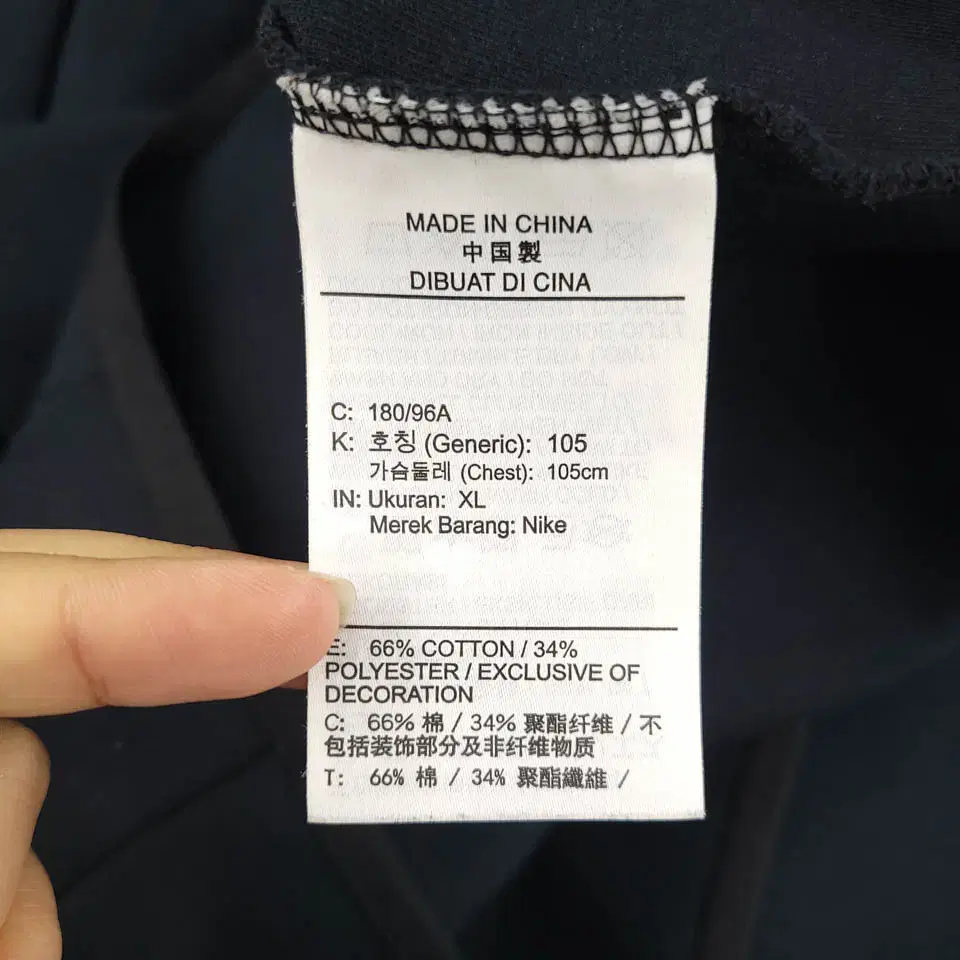 MADE IN CHINA
中国製
DIBUAT DI CINA
C: 180/96A
K: 호칭 (Generic): 105
가슴둘레 (Chest): 105cm
IN: Ukuran: XL
Merek Barang: Nike
E: 66% COTTON / 34%
POLYESTER / EXCLUSIVE OF
DECORATION
C: 66% 棉 / 34% 聚酯纤维 / 不
包括装饰部分及非纤维物质
T: 66% 棉 / 34% 聚酯纖維 /